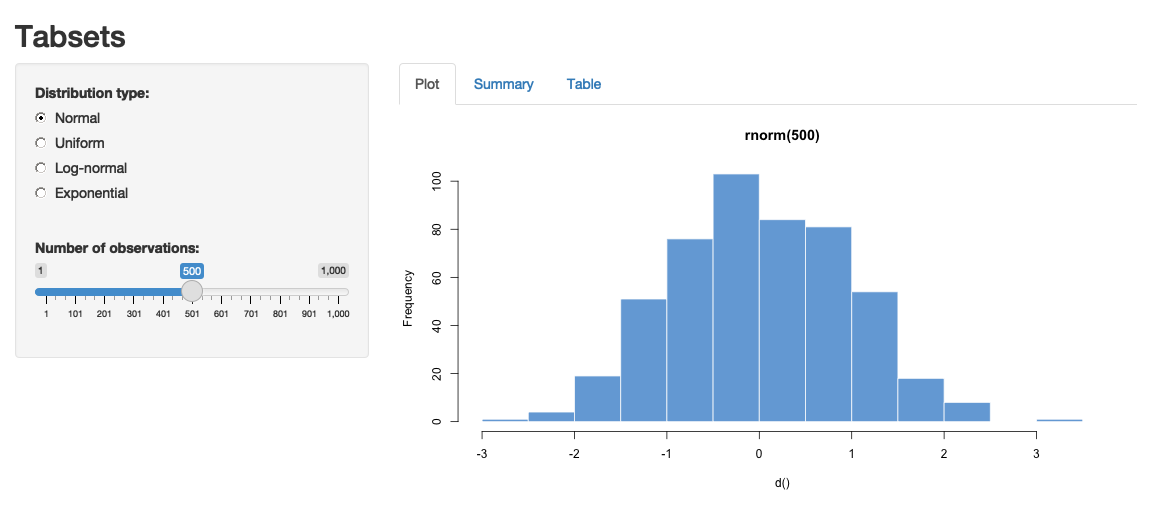 Tabsets
Distribution type:
Normal
Uniform
Log-normal
Exponential
Number of observations:
1 500 1,000
1 101 201 301 401 501 601 701 801 901 1,000
Plot Summary Table
rnorm(500)
Frequency
100
80
60
40
20
0
-3 -2 -1 0 1 2 3
d()